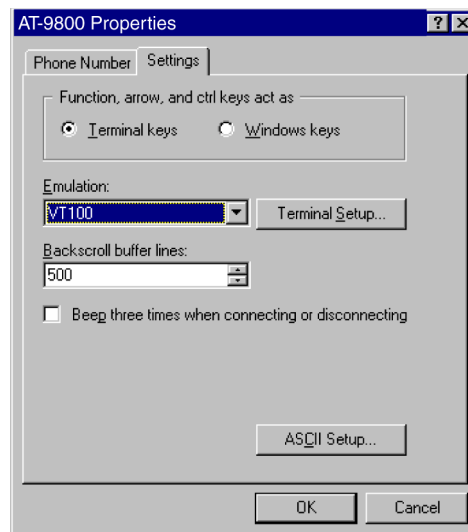 AT-9800 Properties
Phone Number Settings
Function, arrow, and ctrl keys act as
Terminal keys Windows keys
Emulation:
VT100 Terminal Setup...
Backscroll buffer lines:
500
Beep three times when connecting or disconnecting
ASCII Setup...
OK Cancel